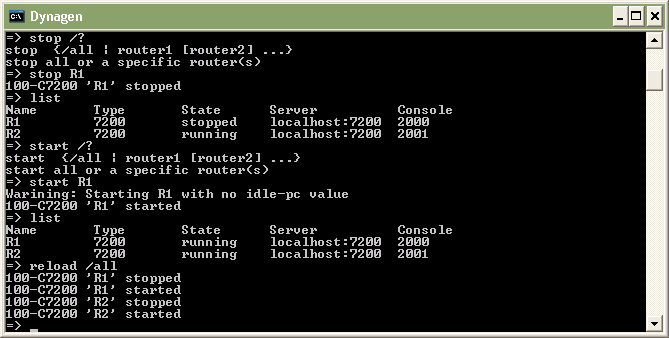 Dynagen
=> stop /?
stop  {/all | router1 [router2] ...}
stop all or a specific router(s)
=> stop R1
100-C7200 'R1' stopped
=> list
Name       Type       State      Server          Console
R1         7200       stopped    localhost:7200  2000
R2         7200       running    localhost:7200  2001
=> start /?
start  {/all | router1 [router2] ...}
start all or a specific router(s)
=> start R1
Warining: Starting R1 with no idle-pc value
100-C7200 'R1' started
=> list
Name       Type       State      Server          Console
R1         7200       running    localhost:7200  2000
R2         7200       running    localhost:7200  2001
=> reload /all
100-C7200 'R1' stopped
100-C7200 'R1' started
100-C7200 'R2' stopped
100-C7200 'R2' started
=> _